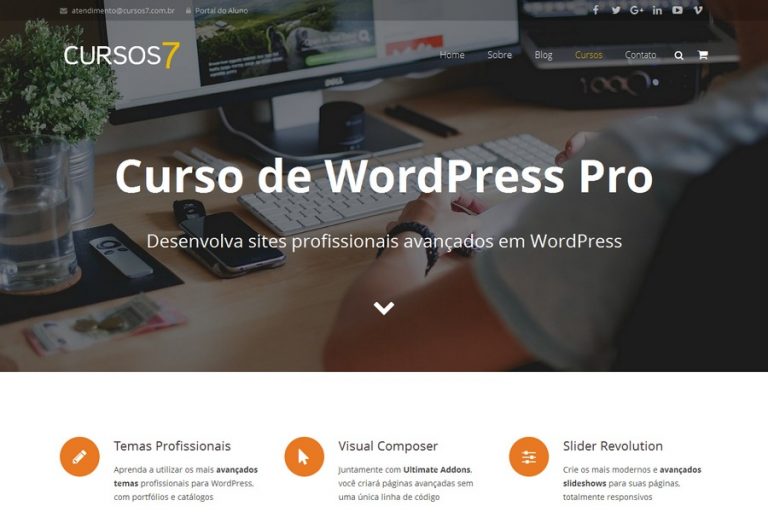 atendimento@cursos7.com.br Portal do Aluno
CURSOS7
Home Sobre Blog Cursos Contato
DELL
Curso de WordPress Pro
Desenvolva sites profissionais avançados em WordPress
Temas Profissionais
Aprenda a utilizar os mais avançados
temas profissionais para WordPress,
com portfólios e catálogos
Visual Composer
Juntamente com Ultimate Addons,
você criará páginas avançadas sem
uma única linha de código
Slider Revolution
Crie os mais modernos e avançados
slideshows para suas páginas,
totalmente responsivos